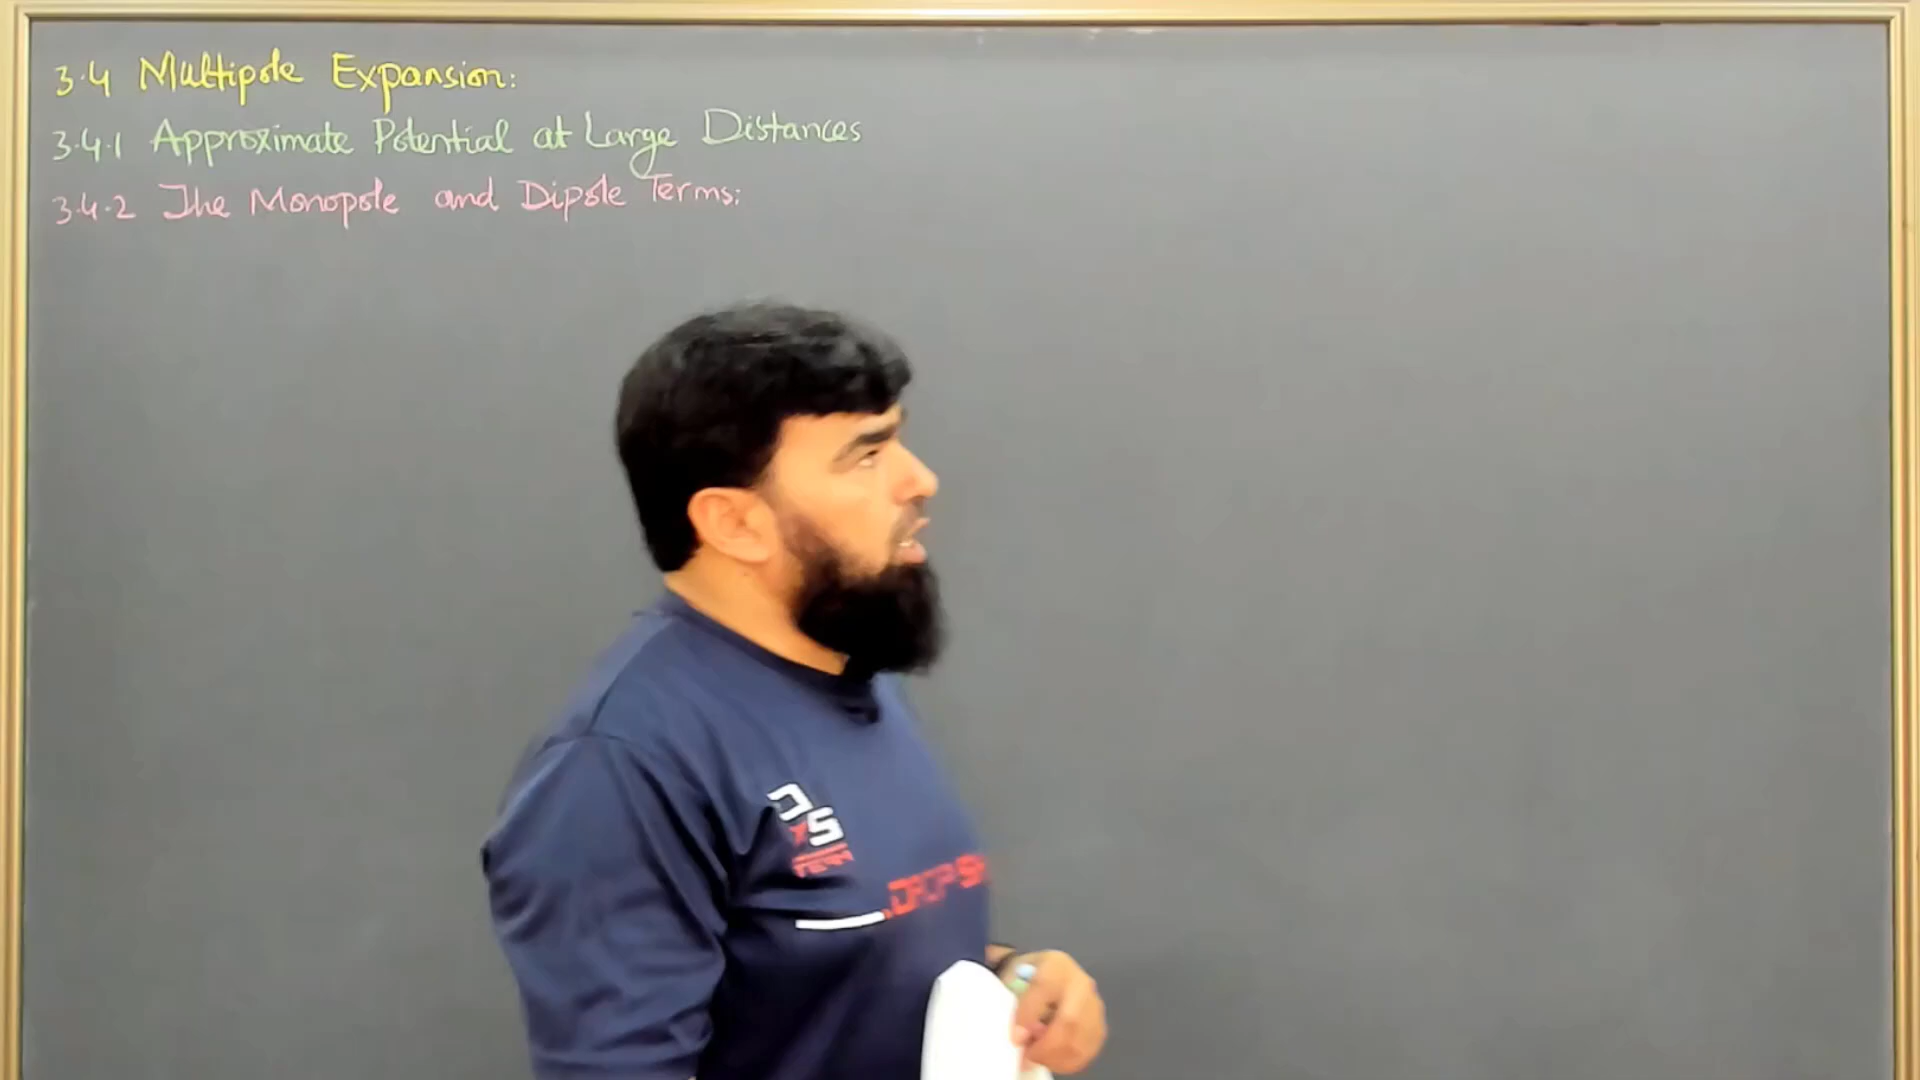 3.4 Multipole Expansion:
3.4.1 Approximate Potential at Large Distances
3.4.2 The Monopole and Dipole Terms: